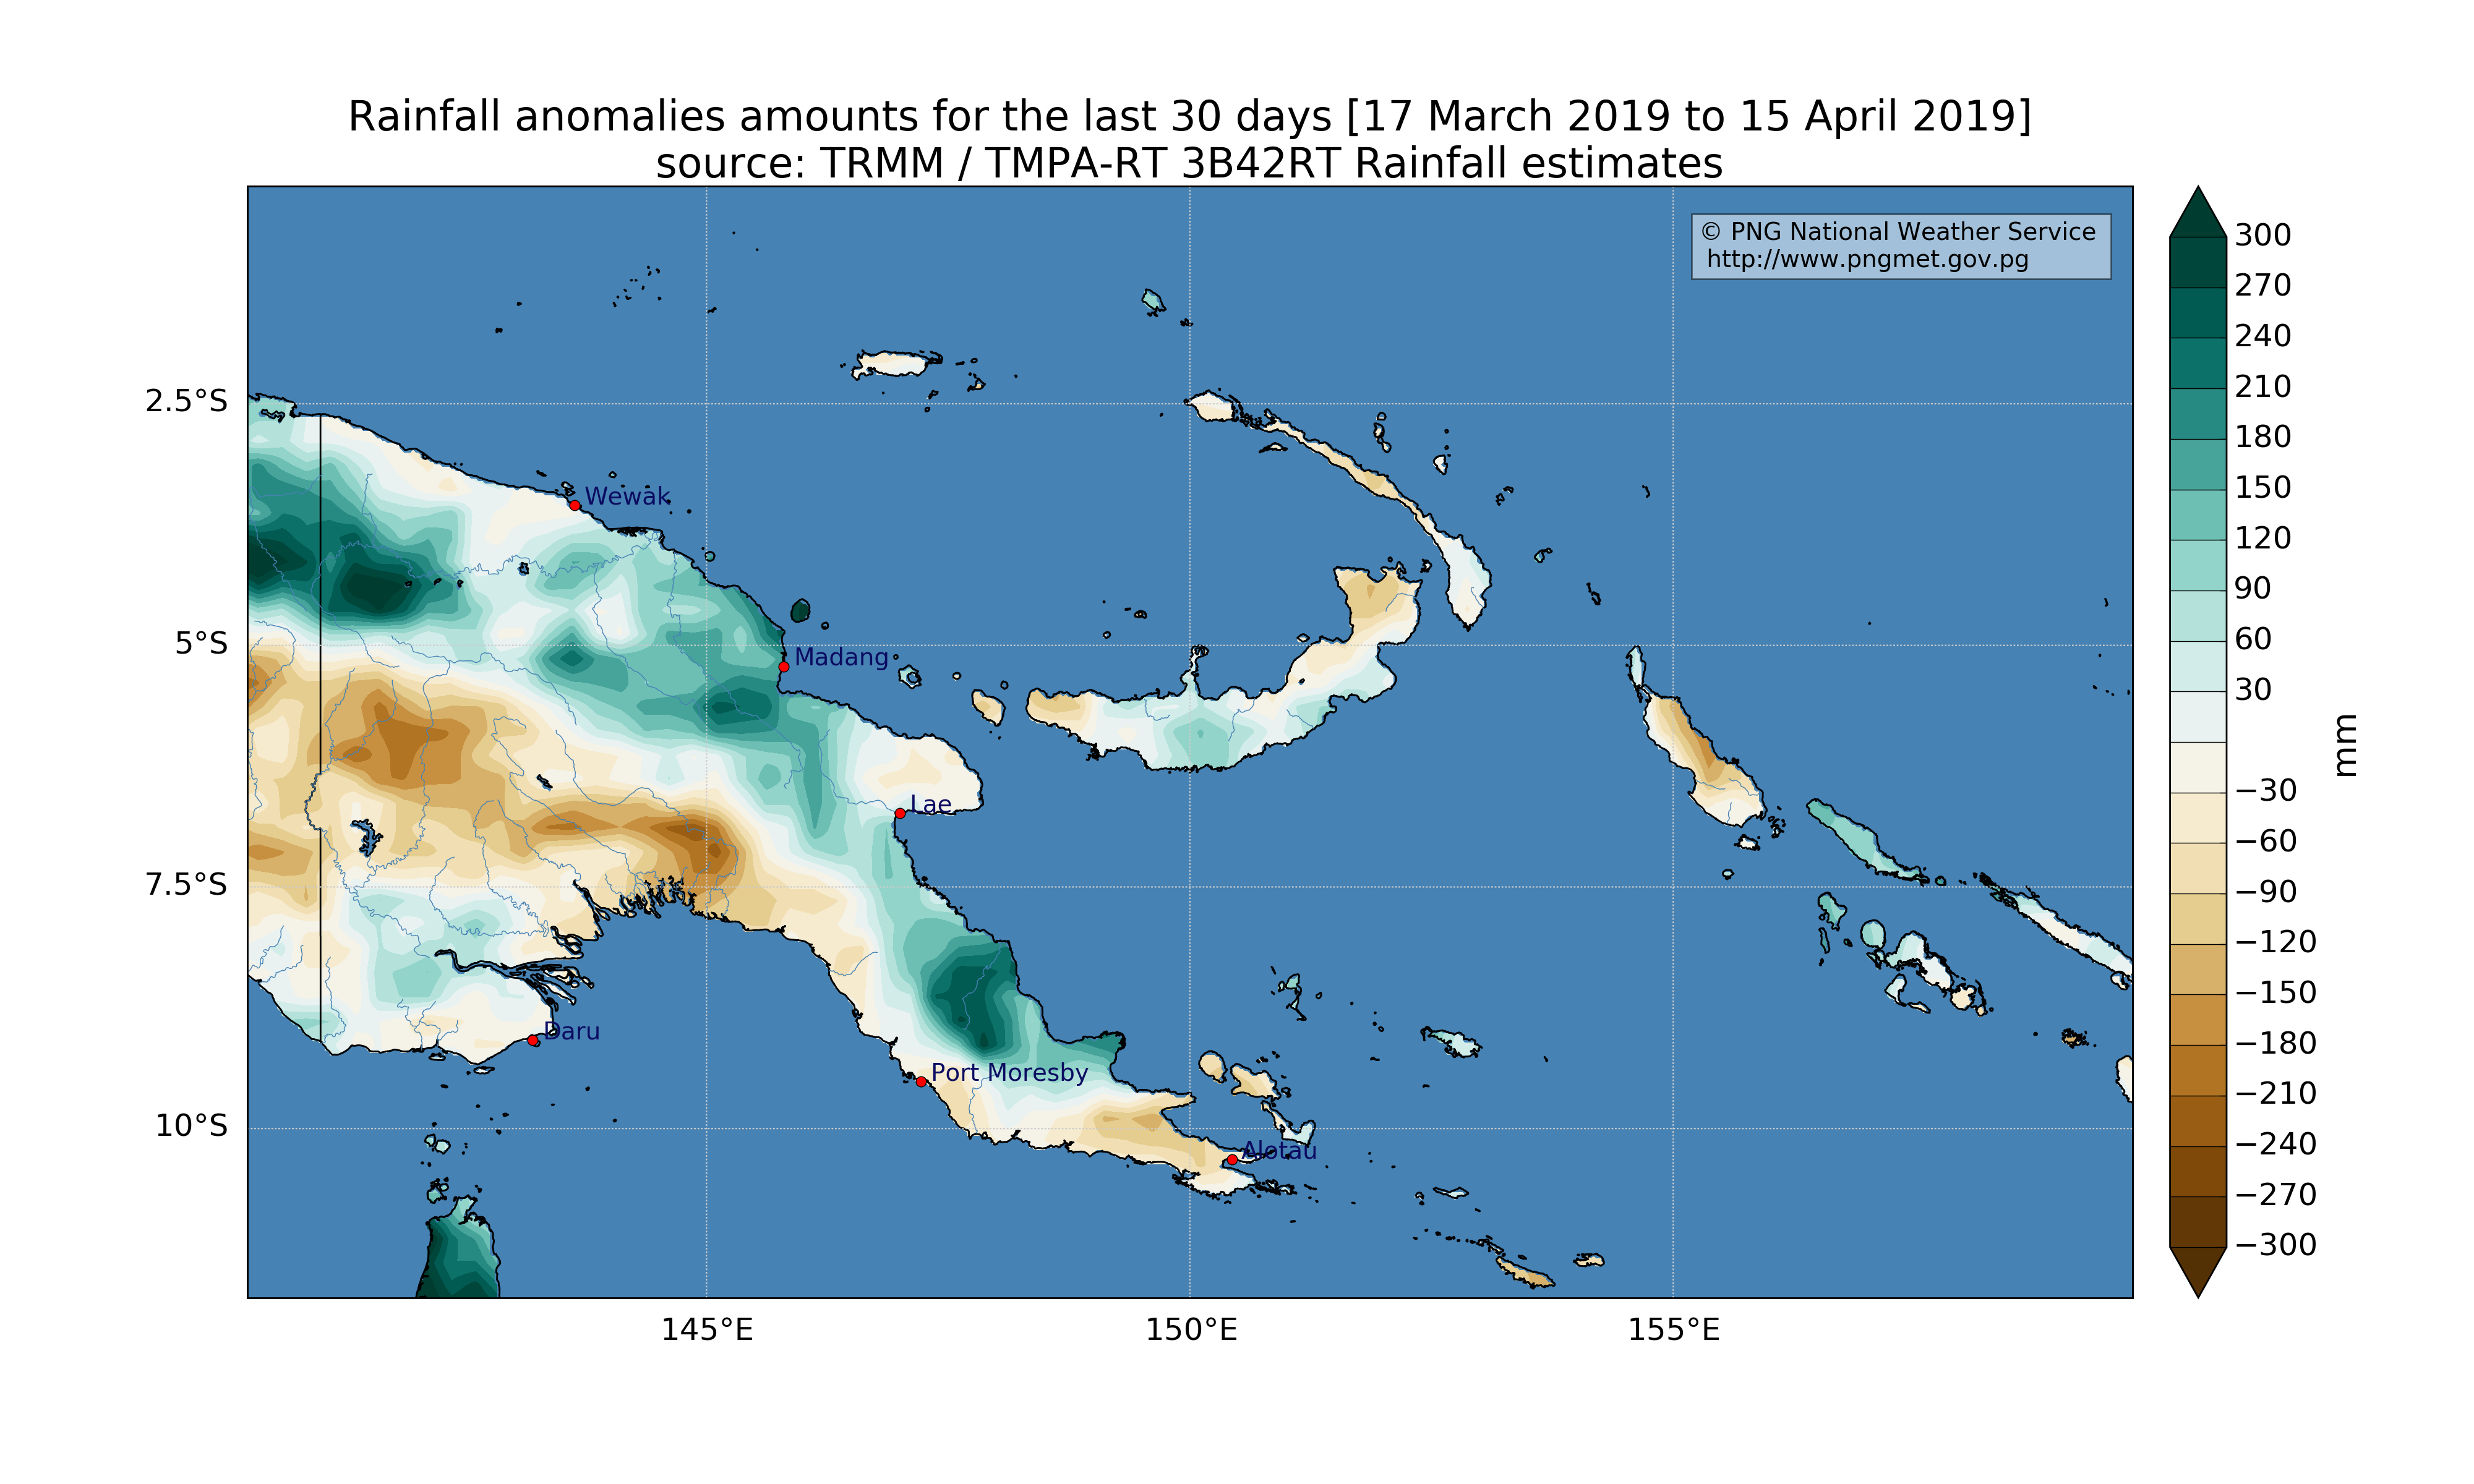 Rainfall anomalies amounts for the last 30 days [17 March 2019 to 15 April 2019]
source: TRMM / TMPA-RT 3B42RT Rainfall estimates
© PNG National Weather Service
http://www.pngmet.gov.pg
2.5°S
5°S
7.5°S
10°S
145°E
150°E
155°E
Wewak
Madang
Lae
Daru
Port Moresby
Alotau
300
270
240
210
180
150
120
90
60
30
−30
−60
−90
−120
−150
−180
−210
−240
−270
−300
mm